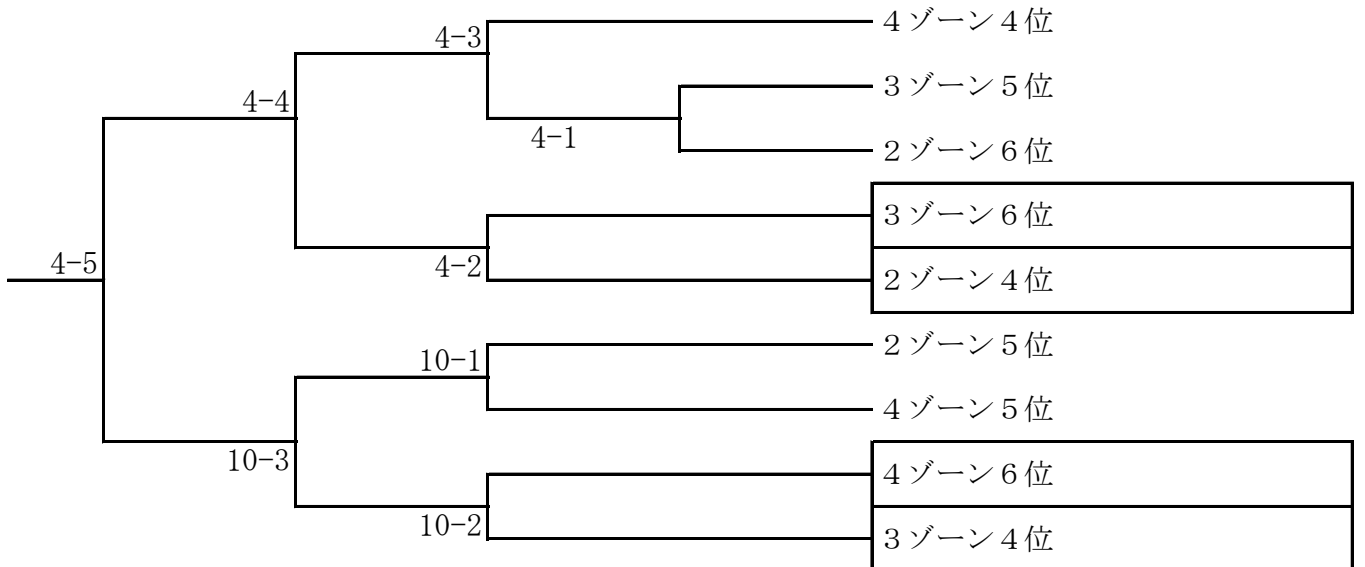 4-3
４ゾーン４位
4-4
３ゾーン５位
4-1
２ゾーン６位
３ゾーン６位
4-5
4-2
２ゾーン４位
10-1
２ゾーン５位
４ゾーン５位
10-3
４ゾーン６位
10-2
３ゾーン４位